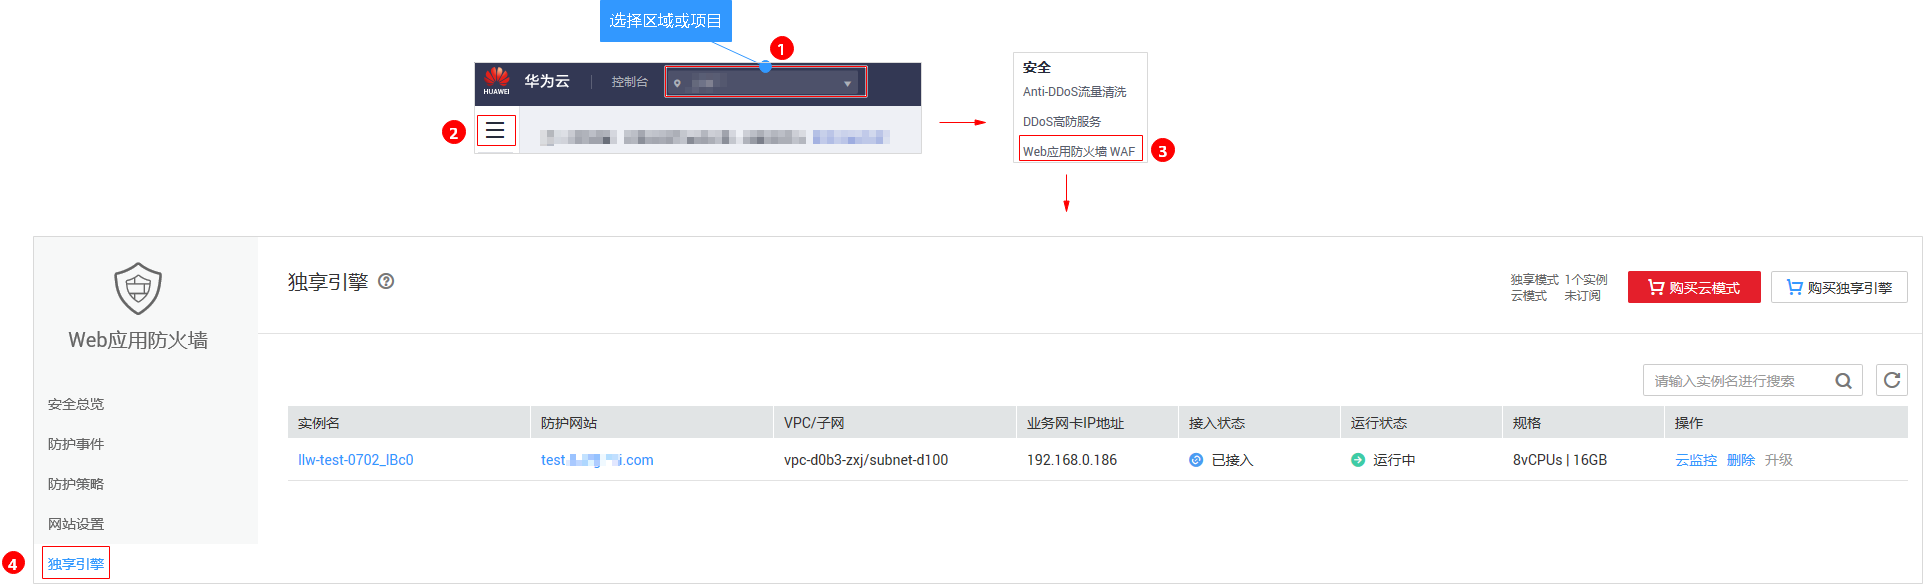 选择区域或项目
1
HUAWEI
华为云
控制台
2
安全
Anti-DDoS流量清洗
DDoS高防服务
Web应用防火墙 WAF
3
Web应用防火墙
安全总览
防护事件
防护策略
网站设置
4
独享引擎
独享引擎 ?
独享模式 1个实例
云模式 未订阅
购买云模式
购买独享引擎
请输入实例名进行搜索
实例名 防护网站 VPC/子网 业务网卡IP地址 接入状态 运行状态 规格 操作
llw-test-0702_lBc0 test .com vpc-d0b3-zxj/subnet-d100 192.168.0.186 已接入 运行中 8vCPUs | 16GB 云监控 删除 升级